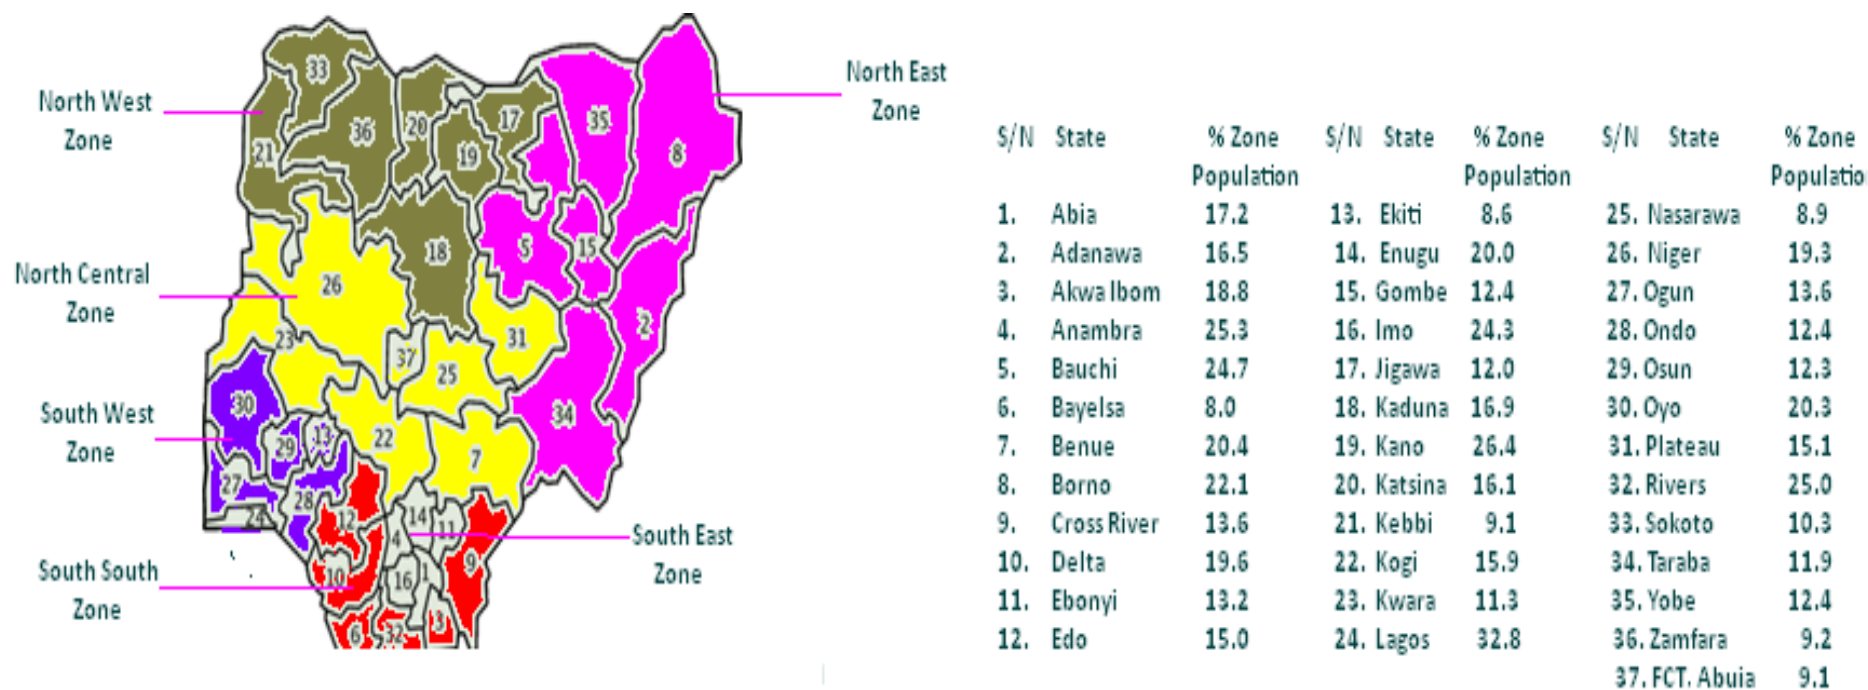 North West
Zone
North Central
Zone
South West
Zone
South South
Zone
North East
Zone
South East
Zone
33
36
20
17
35
8
21
19
18
5
15
26
2
31
23
37
25
30
34
22
29
13
7
27
28
24
12
14
11
4
9
10
16
1
3
6
32
S/N State % Zone Population S/N State % Zone Population S/N State % Zone Populatio
1. Abia 17.2 13. Ekiti 8.6 25. Nasarawa 8.9
2. Adanawa 16.5 14. Enugu 20.0 26. Niger 19.3
3. Akwa Ibom 18.8 15. Gombe 12.4 27. Ogun 13.6
4. Anambra 25.3 16. Imo 24.3 28. Ondo 12.4
5. Bauchi 24.7 17. Jigawa 12.0 29. Osun 12.3
6. Bayelsa 8.0 18. Kaduna 16.9 30. Oyo 20.3
7. Benue 20.4 19. Kano 26.4 31. Plateau 15.1
8. Borno 22.1 20. Katsina 16.1 32. Rivers 25.0
9. Cross River 13.6 21. Kebbi 9.1 33. Sokoto 10.3
10. Delta 19.6 22. Kogi 15.9 34. Taraba 11.9
11. Ebonyi 13.2 23. Kwara 11.3 35. Yobe 12.4
12. Edo 15.0 24. Lagos 32.8 36. Zamfara 9.2
37. FCT. Abuia 9.1